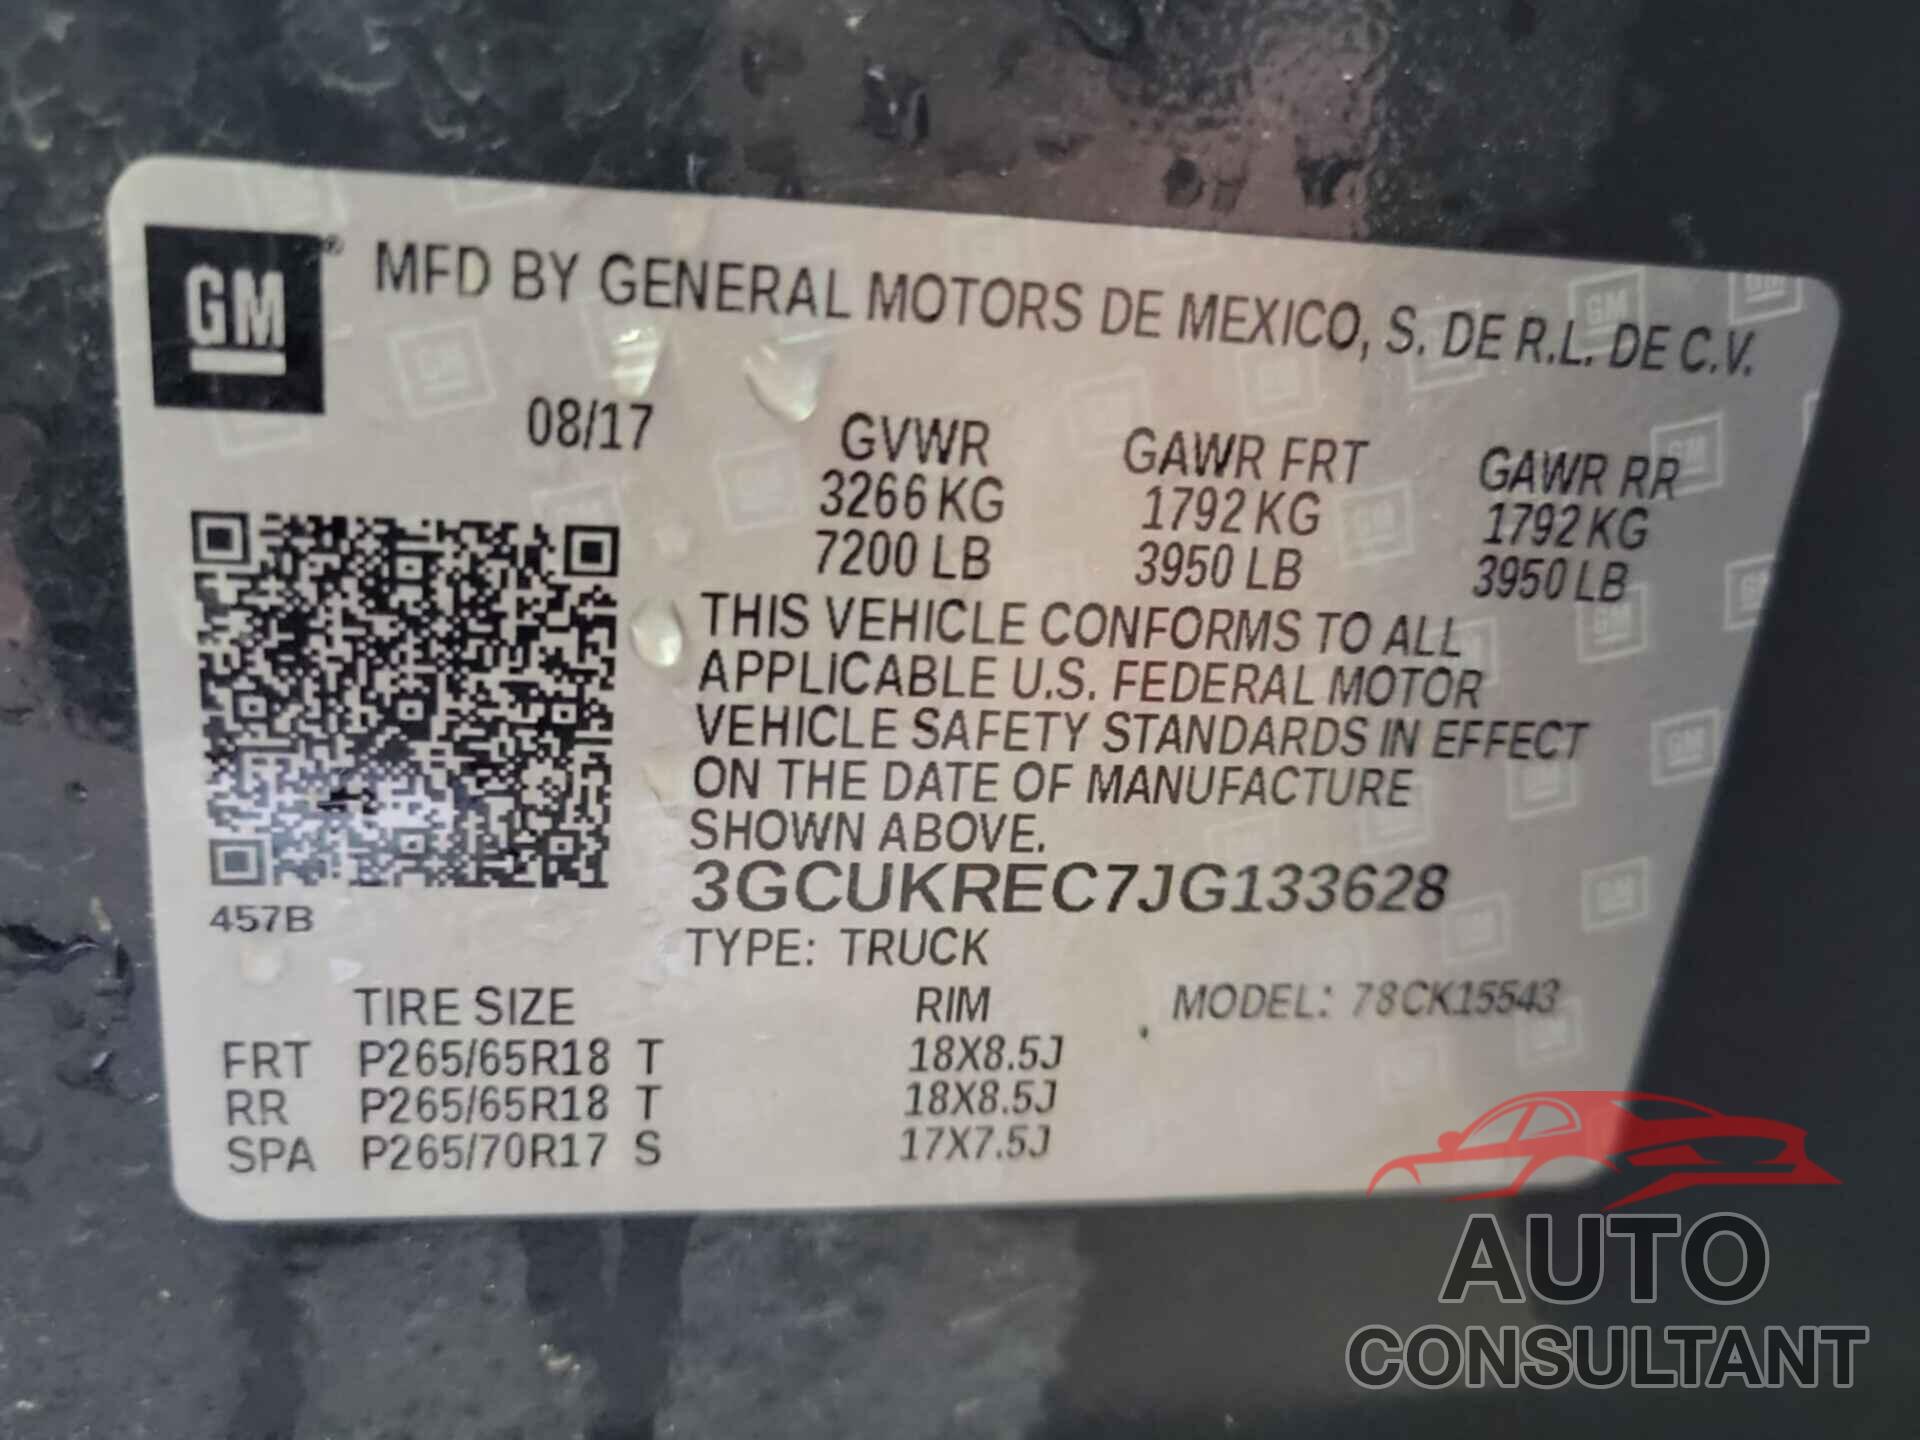 GM ® MFD BY GENERAL MOTORS DE MEXICO, S. DE R.L. DE C.V.
08/17
GVWR GAWR FRT GAWR RR
3266 KG 1792 KG 1792 KG
7200 LB 3950 LB 3950 LB
THIS VEHICLE CONFORMS TO ALL
APPLICABLE U.S. FEDERAL MOTOR
VEHICLE SAFETY STANDARDS IN EFFECT
ON THE DATE OF MANUFACTURE
SHOWN ABOVE.
3GCUKREC7JG133628
457B
TYPE: TRUCK
TIRE SIZE RIM MODEL: 78CK15543
FRT P265/65R18 T 18X8.5J
RR P265/65R18 T 18X8.5J
SPA P265/70R17 S 17X7.5J
AUTO
CONSULTANT